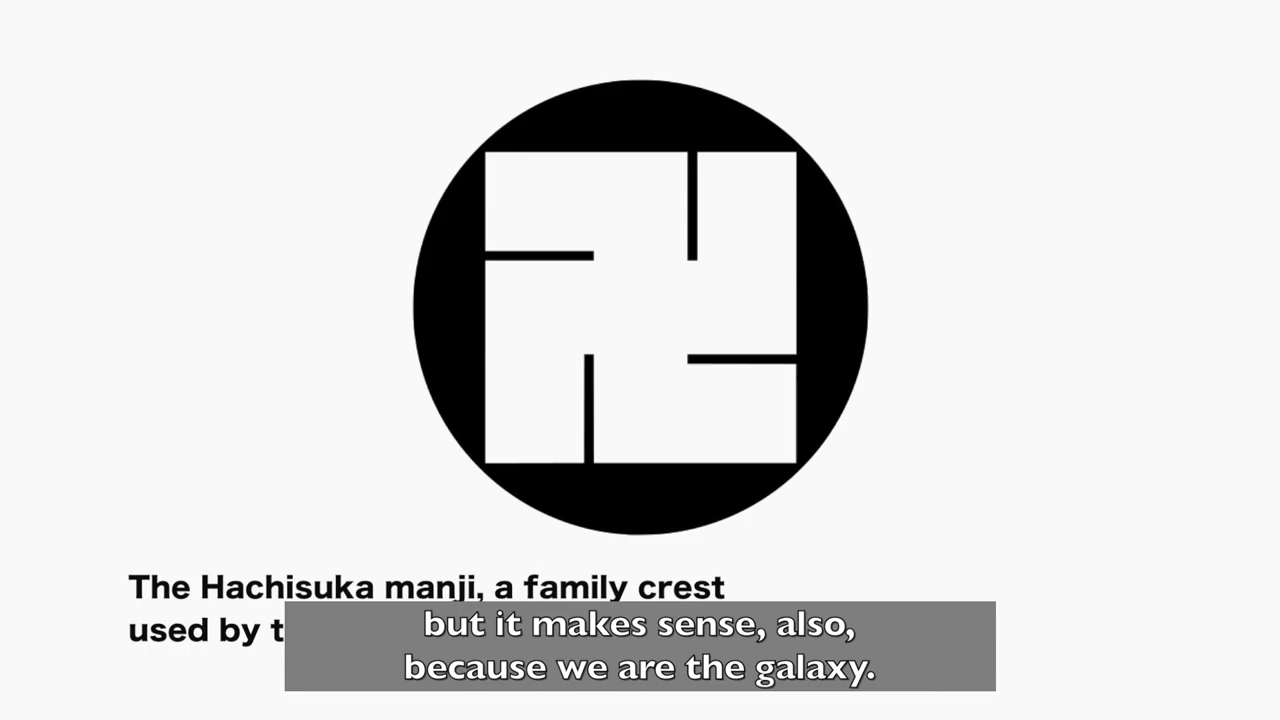 The Hachisuka manji, a family crest
used by
but it makes sense, also,
because we are the galaxy.